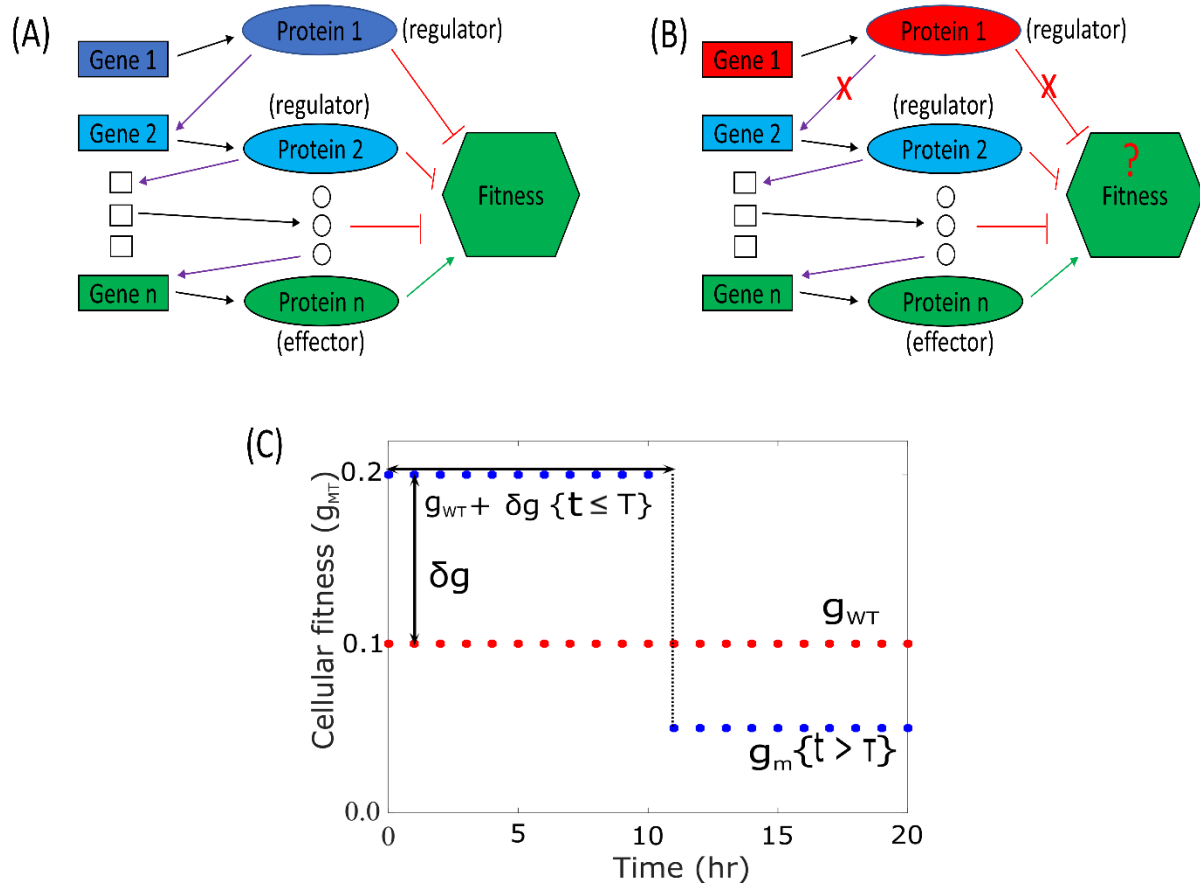 (A)
Gene 1
Protein 1
(regulator)
(regulator)
Gene 2
Protein 2
Fitness
Gene n
Protein n
(effector)
(B)
Gene 1
Protein 1
(regulator)
X
X
(regulator)
Gene 2
Protein 2
?
Fitness
Gene n
Protein n
(effector)
(C)
Cellular fitness (gMT)
0.2
0.1
0.0
gWT + δg {t ≤ T}
δg
gWT
gm{t > T}
0 5 10 15 20
Time (hr)